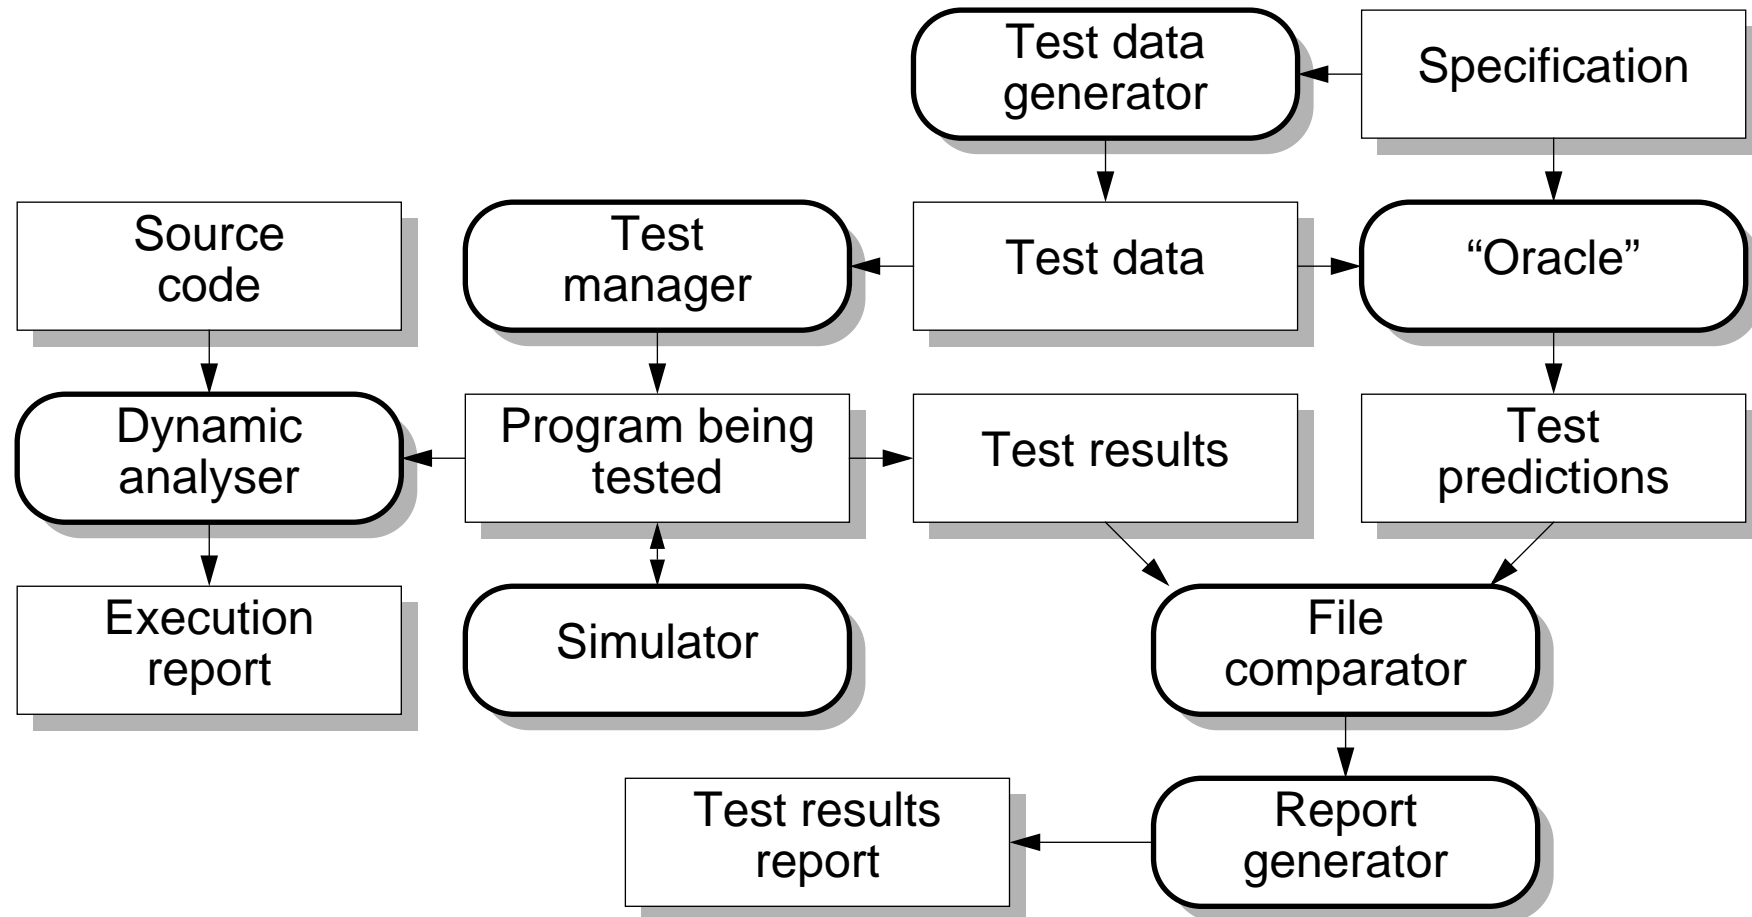 Test data
generator
Specification
Source
code
Test
manager
Test data
“Oracle”
Dynamic
analyser
Program being
tested
Test results
Test
predictions
Execution
report
Simulator
File
comparator
Test results
report
Report
generator